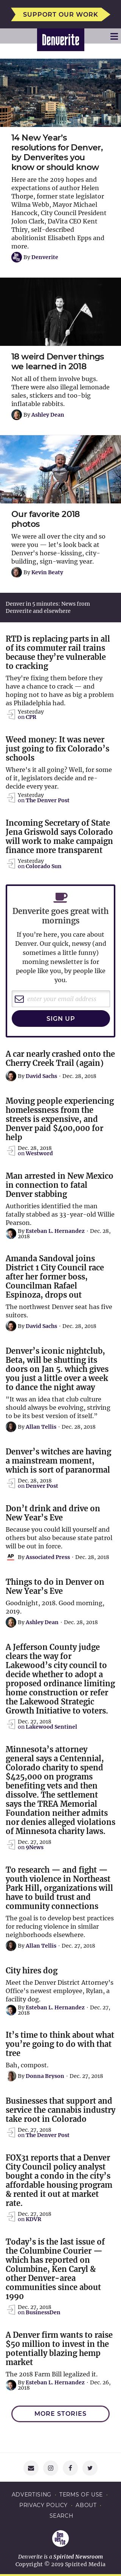 SUPPORT OUR WORK
Denverite
14 New Year's
resolutions for Denver,
by Denverites you
know or should know
Here are the 2019 hopes and
expectations of author Helen
Thorpe, former state legislator
Wilma Webb, Mayor Michael
Hancock, City Council President
Jolon Clark, DaVita CEO Kent
Thiry, self-described
abolitionist Elisabeth Epps and
more.
By Denverite
18 weird Denver things
we learned in 2018
Not all of them involve bugs.
There were also illegal lemonade
sales, stickers and too-big
inflatable rabbits.
By Ashley Dean
Our favorite 2018
photos
We were all over the city and so
were you — let's look back at
Denver's horse-kissing, city-
building, sign-waving year.
By Kevin Beaty
Denver in 5 minutes: News from
Denverite and elsewhere
RTD is replacing parts in all
of its commuter rail trains
because they're vulnerable
to cracking
They're fixing them before they
have a chance to crack — and
hoping not to have as big a problem
as Philadelphia had.
Yesterday
on CPR
Weed money: It was never
just going to fix Colorado's
schools
Where's it all going? Well, for some
of it, legislators decide and re-
decide every year.
Yesterday
on The Denver Post
Incoming Secretary of State
Jena Griswold says Colorado
will work to make campaign
finance more transparent
Yesterday
on Colorado Sun
Denverite goes great with
mornings
If you're here, you care about
Denver. Our quick, newsy (and
sometimes a little funny)
morning newsletter is for
people like you, by people like
you.
enter your email address
SIGN UP
A car nearly crashed onto the
Cherry Creek Trail (again)
By David Sachs · Dec. 28, 2018
Moving people experiencing
homelessness from the
streets is expensive, and
Denver paid $400,000 for
help
Dec. 28, 2018
on Westword
Man arrested in New Mexico
in connection to fatal
Denver stabbing
Authorities identified the man
fatally stabbed as 33-year-old Willie
Pearson.
By Esteban L. Hernandez · Dec. 28,
2018
Amanda Sandoval joins
District 1 City Council race
after her former boss,
Councilman Rafael
Espinoza, drops out
The northwest Denver seat has five
suitors.
By David Sachs · Dec. 28, 2018
Denver's iconic nightclub,
Beta, will be shutting its
doors on Jan. 5. which gives
you just a little over a week
to dance the night away
"It was an idea that club culture
should always be evolving, striving
to be its best version of itself."
By Allan Tellis · Dec. 28, 2018
Denver's witches are having
a mainstream moment,
which is sort of paranormal
Dec. 28, 2018
on Denver Post
Don't drink and drive on
New Year's Eve
Because you could kill yourself and
others but also because state patrol
will be out in force.
AP
By Associated Press · Dec. 28, 2018
Things to do in Denver on
New Year's Eve
Goodnight, 2018. Good morning,
2019.
By Ashley Dean · Dec. 28, 2018
A Jefferson County judge
clears the way for
Lakewood's city council to
decide whether to adopt a
proposed ordinance limiting
home construction or refer
the Lakewood Strategic
Growth Initiative to voters.
Dec. 27, 2018
on Lakewood Sentinel
Minnesota's attorney
general says a Centennial,
Colorado charity to spend
$425,000 on programs
benefiting vets and then
dissolve. The settlement
says the TREA Memorial
Foundation neither admits
nor denies alleged violations
of Minnesota charity laws.
Dec. 27, 2018
on 9News
To research — and fight —
youth violence in Northeast
Park Hill, organizations will
have to build trust and
community connections
The goal is to develop best practices
for reducing violence in similar
neighborhoods elsewhere.
By Allan Tellis · Dec. 27, 2018
City hires dog
Meet the Denver District Attorney's
Office's newest employee, Rylan, a
facility dog.
By Esteban L. Hernandez · Dec. 27,
2018
It's time to think about what
you're going to do with that
tree
Bah, compost.
By Donna Bryson · Dec. 27, 2018
Businesses that support and
service the cannabis industry
take root in Colorado
Dec. 27, 2018
on The Denver Post
FOX31 reports that a Denver
City Council policy analyst
bought a condo in the city's
affordable housing program
& rented it out at market
rate.
Dec. 27, 2018
on KDVR
Today's is the last issue of
the Columbine Courier —
which has reported on
Columbine, Ken Caryl &
other Denver-area
communities since about
1990
Dec. 27, 2018
on BusinessDen
A Denver firm wants to raise
$50 million to invest in the
potentially blazing hemp
market
The 2018 Farm Bill legalized it.
By Esteban L. Hernandez · Dec. 26,
2018
MORE STORIES
ADVERTISING · TERMS OF USE ·
PRIVACY POLICY · ABOUT ·
SEARCH
Denverite is a Spirited Newsroom
Copyright © 2019 Spirited Media